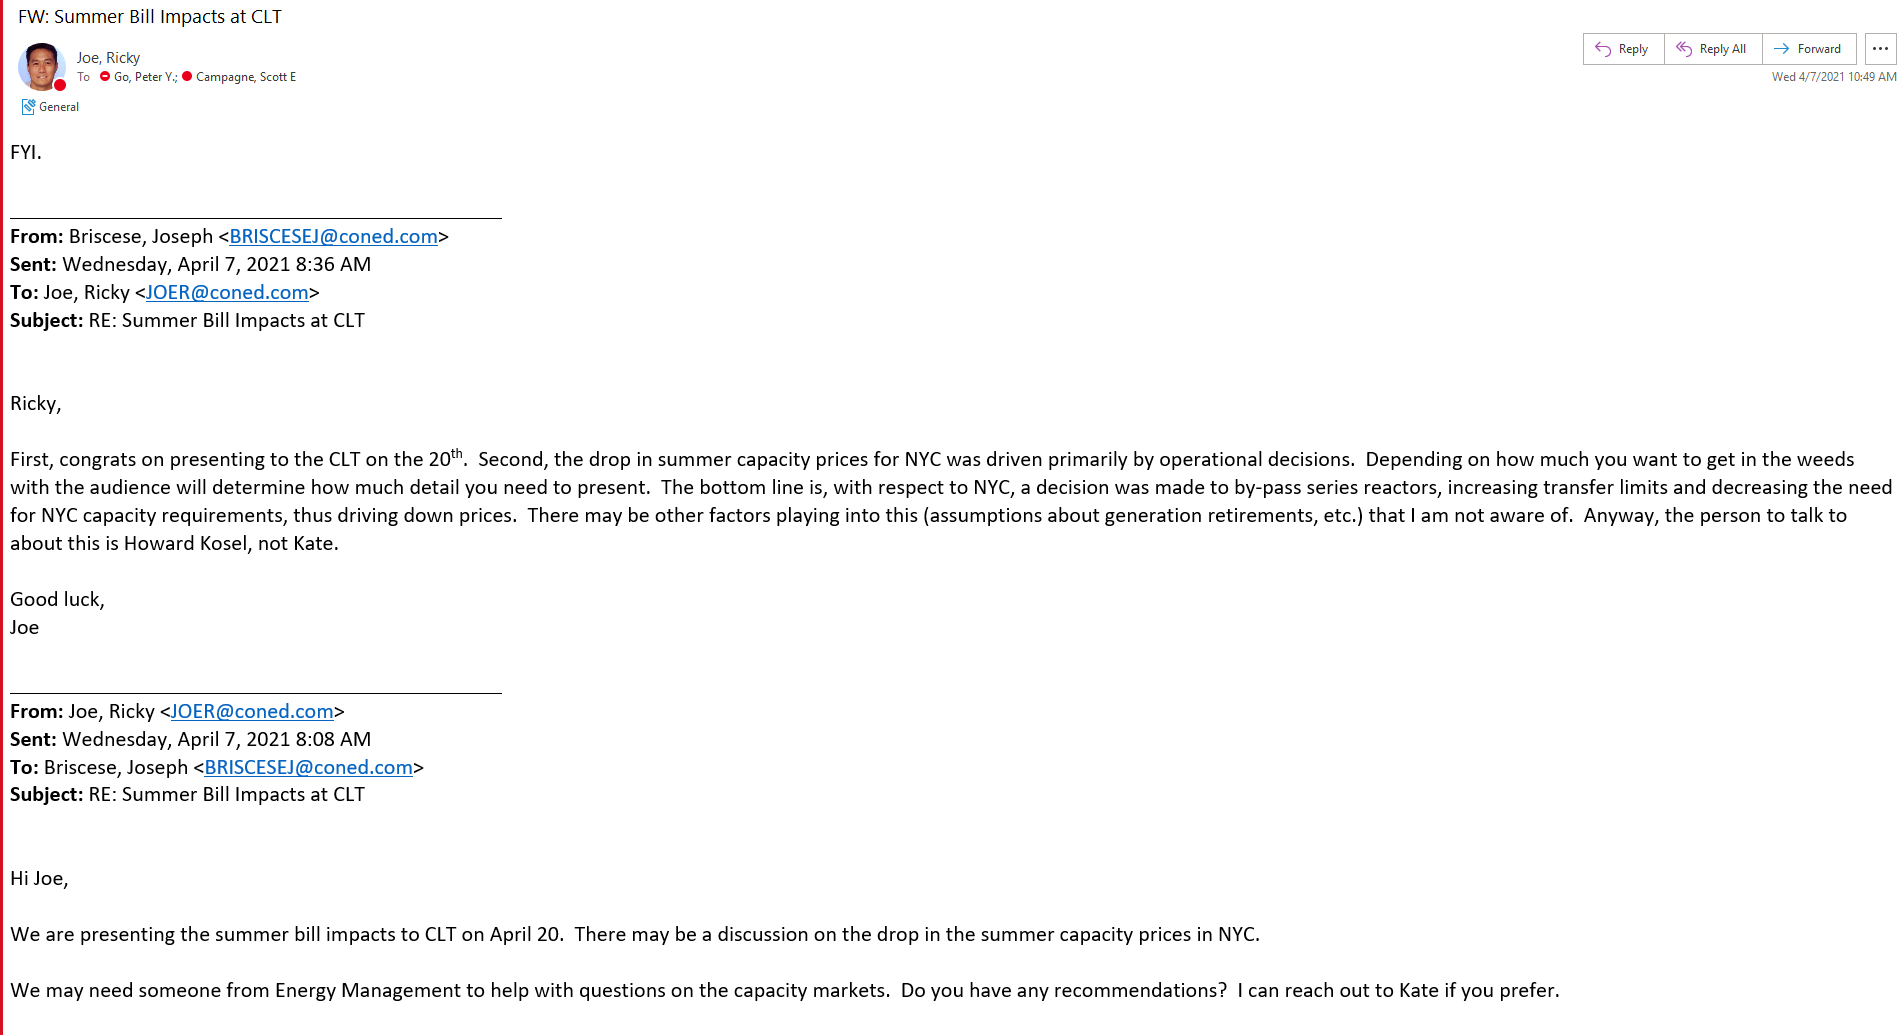 FW: Summer Bill Impacts at CLT
Joe, Ricky
To Go, Peter Y.; Campagne, Scott E
General
Reply
Reply All
Forward
Wed 4/7/2021 10:49 AM
FYI.
From: Briscese, Joseph <BRISCESEJ@coned.com>
Sent: Wednesday, April 7, 2021 8:36 AM
To: Joe, Ricky <JOER@coned.com>
Subject: RE: Summer Bill Impacts at CLT
Ricky,
First, congrats on presenting to the CLT on the 20th.  Second, the drop in summer capacity prices for NYC was driven primarily by operational decisions.  Depending on how much you want to get in the weeds
with the audience will determine how much detail you need to present.  The bottom line is, with respect to NYC, a decision was made to by-pass series reactors, increasing transfer limits and decreasing the need
for NYC capacity requirements, thus driving down prices.  There may be other factors playing into this (assumptions about generation retirements, etc.) that I am not aware of.  Anyway, the person to talk to
about this is Howard Kosel, not Kate.
Good luck,
Joe
From: Joe, Ricky <JOER@coned.com>
Sent: Wednesday, April 7, 2021 8:08 AM
To: Briscese, Joseph <BRISCESEJ@coned.com>
Subject: RE: Summer Bill Impacts at CLT
Hi Joe,
We are presenting the summer bill impacts to CLT on April 20.  There may be a discussion on the drop in the summer capacity prices in NYC.
We may need someone from Energy Management to help with questions on the capacity markets.  Do you have any recommendations?  I can reach out to Kate if you prefer.